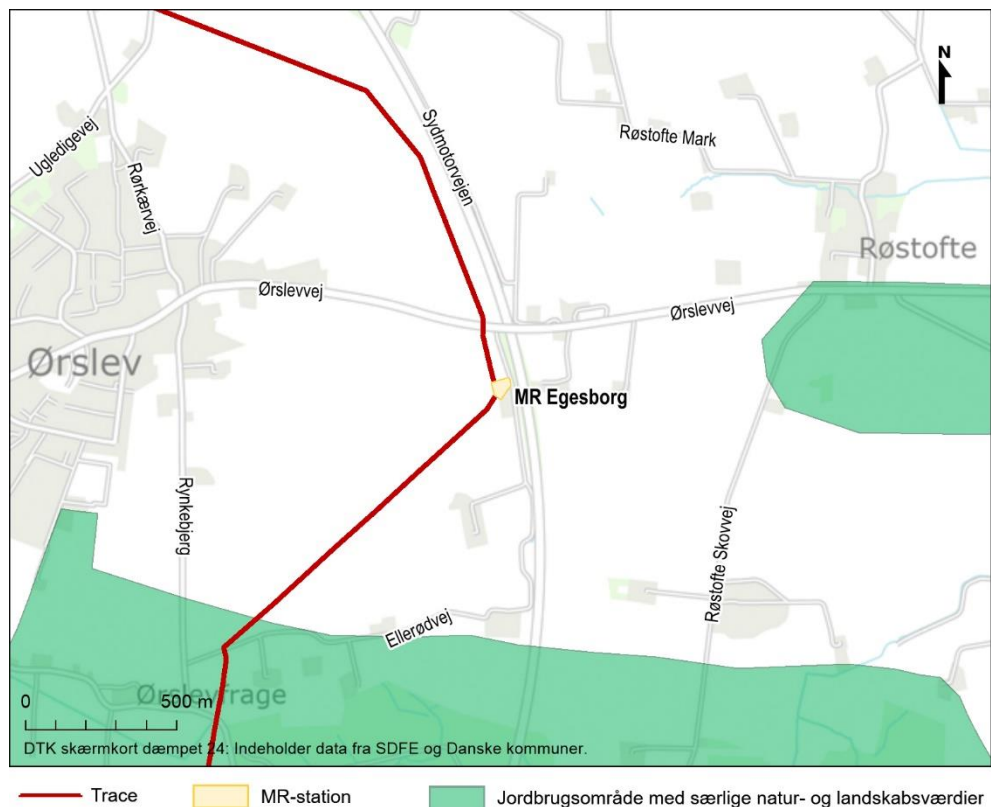 N
Ugledigevej
Rørkærvej
Sydmotorvejen
Røstofte Mark
Røstofte
Ørslevvej
Ørslevvej
Ørslev
MR Egesborg
Rynkebjerg
Røstofte Skovvej
Ellerødvej
Ørslevfrage
0 500 m
DTK skærmkort dæmpet 24: Indeholder data fra SDFE og Danske kommuner.
Trace MR-station Jordbrugsområde med særlige natur- og landskabsværdier